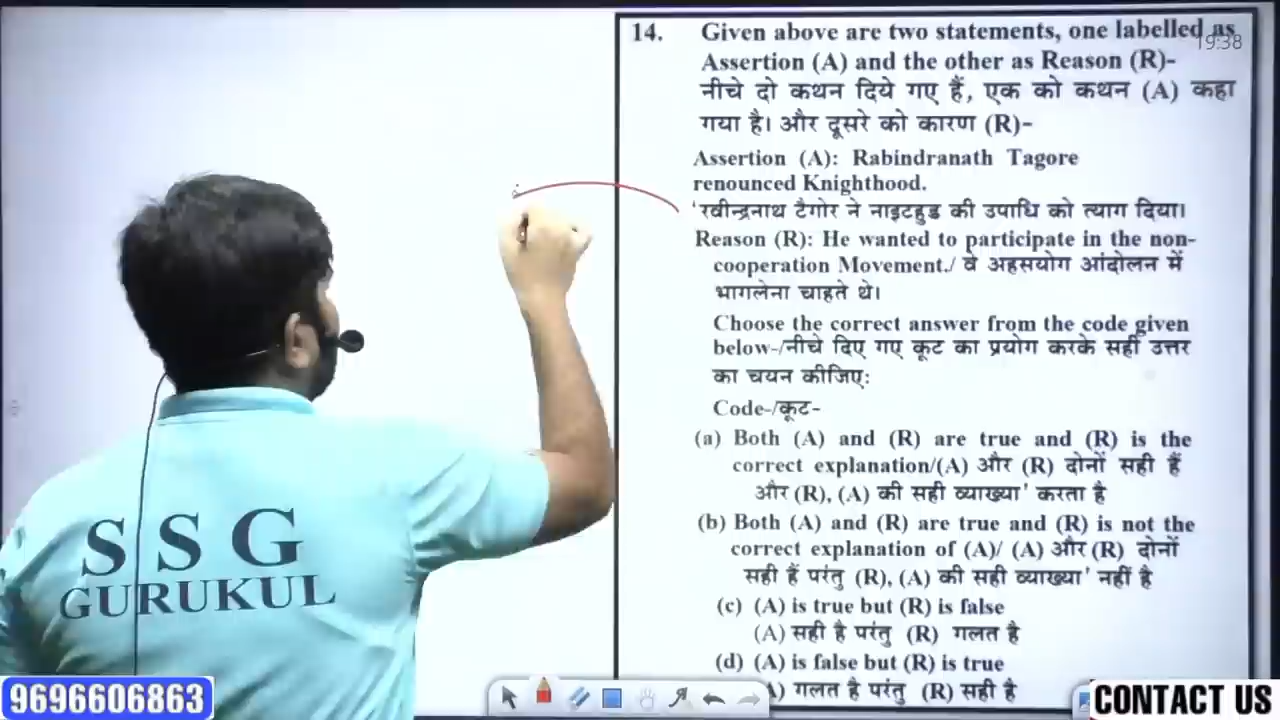 14. Given above are two statements, one labelled as
19:38
Assertion (A) and the other as Reason (R)-
नीचे दो कथन दिये गए हैं, एक को कथन (A) कहा
गया है। और दूसरे को कारण (R)-
Assertion (A): Rabindranath Tagore
renounced Knighthood.
'रवीन्द्रनाथ टैगोर ने नाइटहुड की उपाधि को त्याग दिया।
Reason (R): He wanted to participate in the non-
cooperation Movement./ वे अहसयोग आंदोलन में
भागलेना चाहते थे।
Choose the correct answer from the code given
below-/नीचे दिए गए कूट का प्रयोग करके सही उत्तर
का चयन कीजिए:
Code-/कूट-
(a) Both (A) and (R) are true and (R) is the
correct explanation/(A) और (R) दोनों सही हैं
और (R), (A) की सही व्याख्या' करता है
(b) Both (A) and (R) are true and (R) is not the
correct explanation of (A)/ (A) और (R) दोनों
सही हैं परंतु (R), (A) की सही व्याख्या' नहीं है
(c) (A) is true but (R) is false
(A) सही है परंतु (R) गलत है
(d) (A) is false but (R) is true
A) गलत है परंतु (R) सही है
SSG
GURUKUL
9696606863
CONTACT US